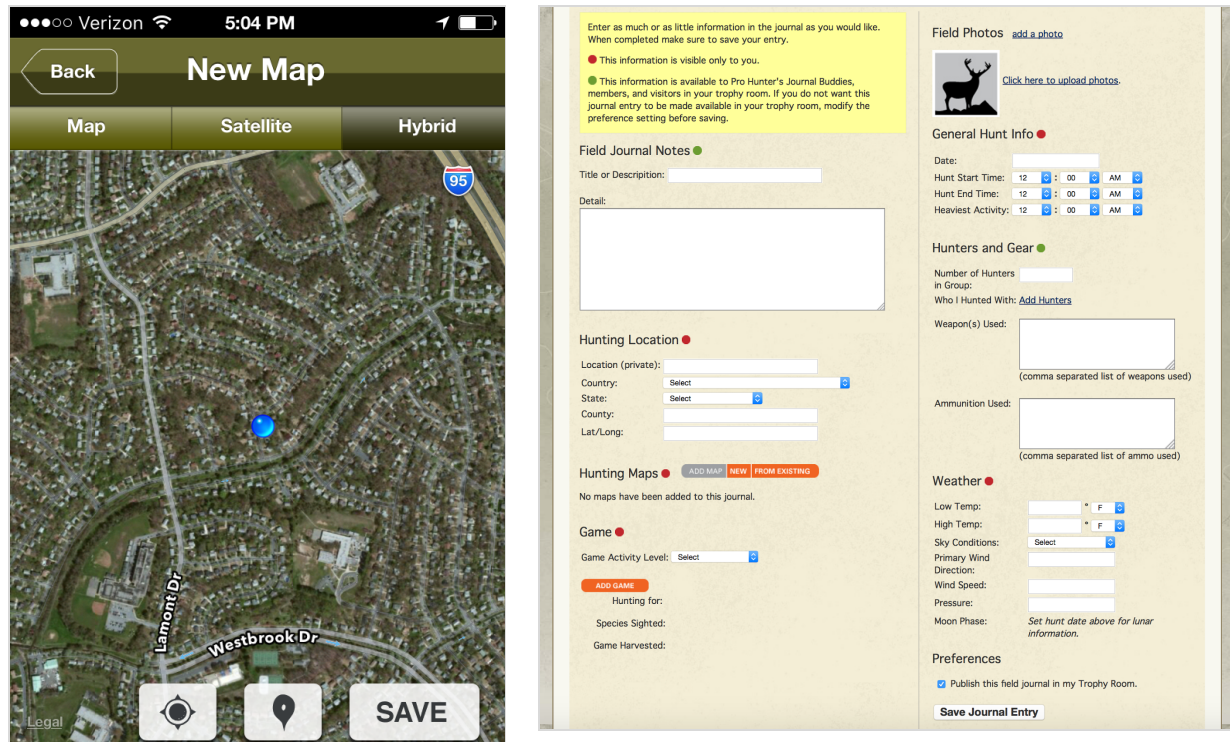 Verizon 5:04 PM
Back
New Map
Map Satellite Hybrid
95
Lamont Dr
Westbrook Dr
Legal
SAVE
Enter as much or as little information in the journal as you would like.
When completed make sure to save your entry.
This information is visible only to you.
This information is available to Pro Hunter's Journal Buddies,
members, and visitors in your trophy room. If you do not want this
journal entry to be made available in your trophy room, modify the
preference setting before saving.
Field Journal Notes
Title or Descripition:
Detail:
Hunting Location
Location (private):
Country: Select
State: Select
County:
Lat/Long:
Hunting Maps ADD MAP NEW FROM EXISTING
No maps have been added to this journal.
Game
Game Activity Level: Select
ADD GAME
Hunting for:
Species Sighted:
Game Harvested:
Field Photos add a photo
Click here to upload photos.
General Hunt Info
Date:
Hunt Start Time: 12 : 00 AM
Hunt End Time: 12 : 00 AM
Heaviest Activity: 12 : 00 AM
Hunters and Gear
Number of Hunters
in Group:
Who I Hunted With: Add Hunters
Weapon(s) Used:
(comma separated list of weapons used)
Ammunition Used:
(comma separated list of ammo used)
Weather
Low Temp: ° F
High Temp: ° F
Sky Conditions: Select
Primary Wind
Direction:
Wind Speed:
Pressure:
Moon Phase: Set hunt date above for lunar
information.
Preferences
Publish this field journal in my Trophy Room.
Save Journal Entry